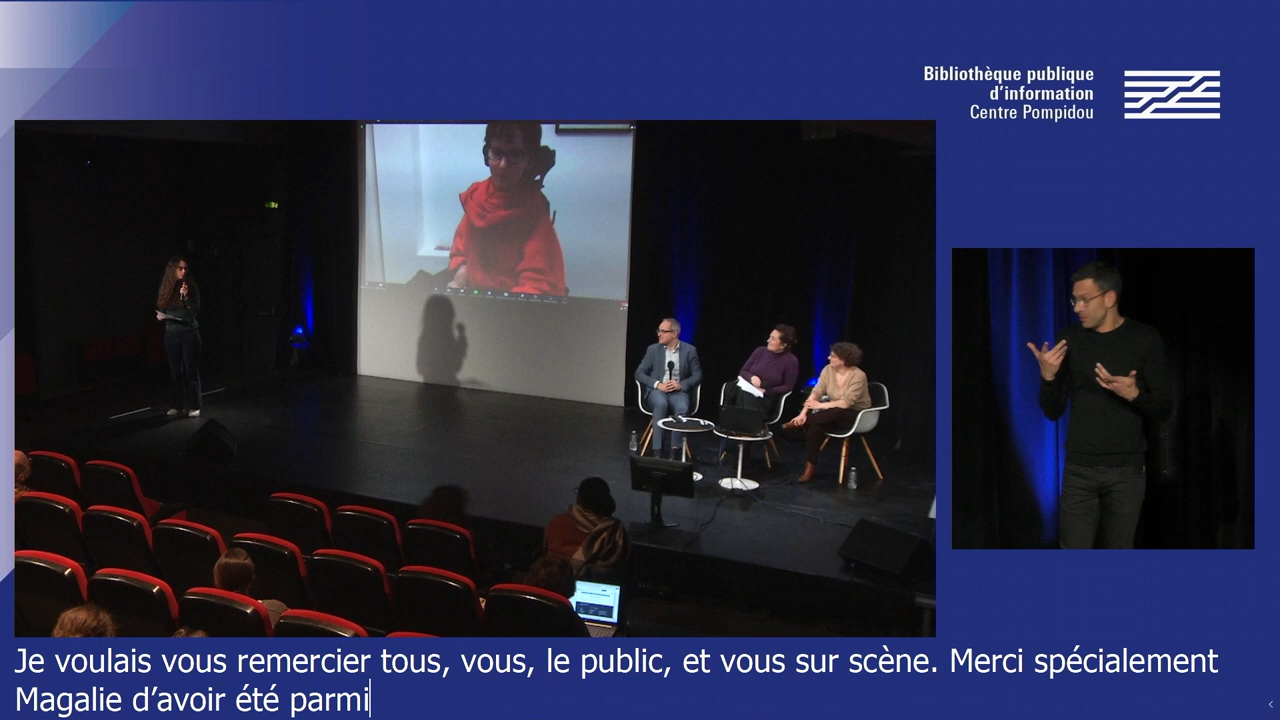 Bibliothèque publique
d'information
Centre Pompidou
Je voulais vous remercier tous, vous, le public, et vous sur scène. Merci spécialement
Magalie d'avoir été parmi